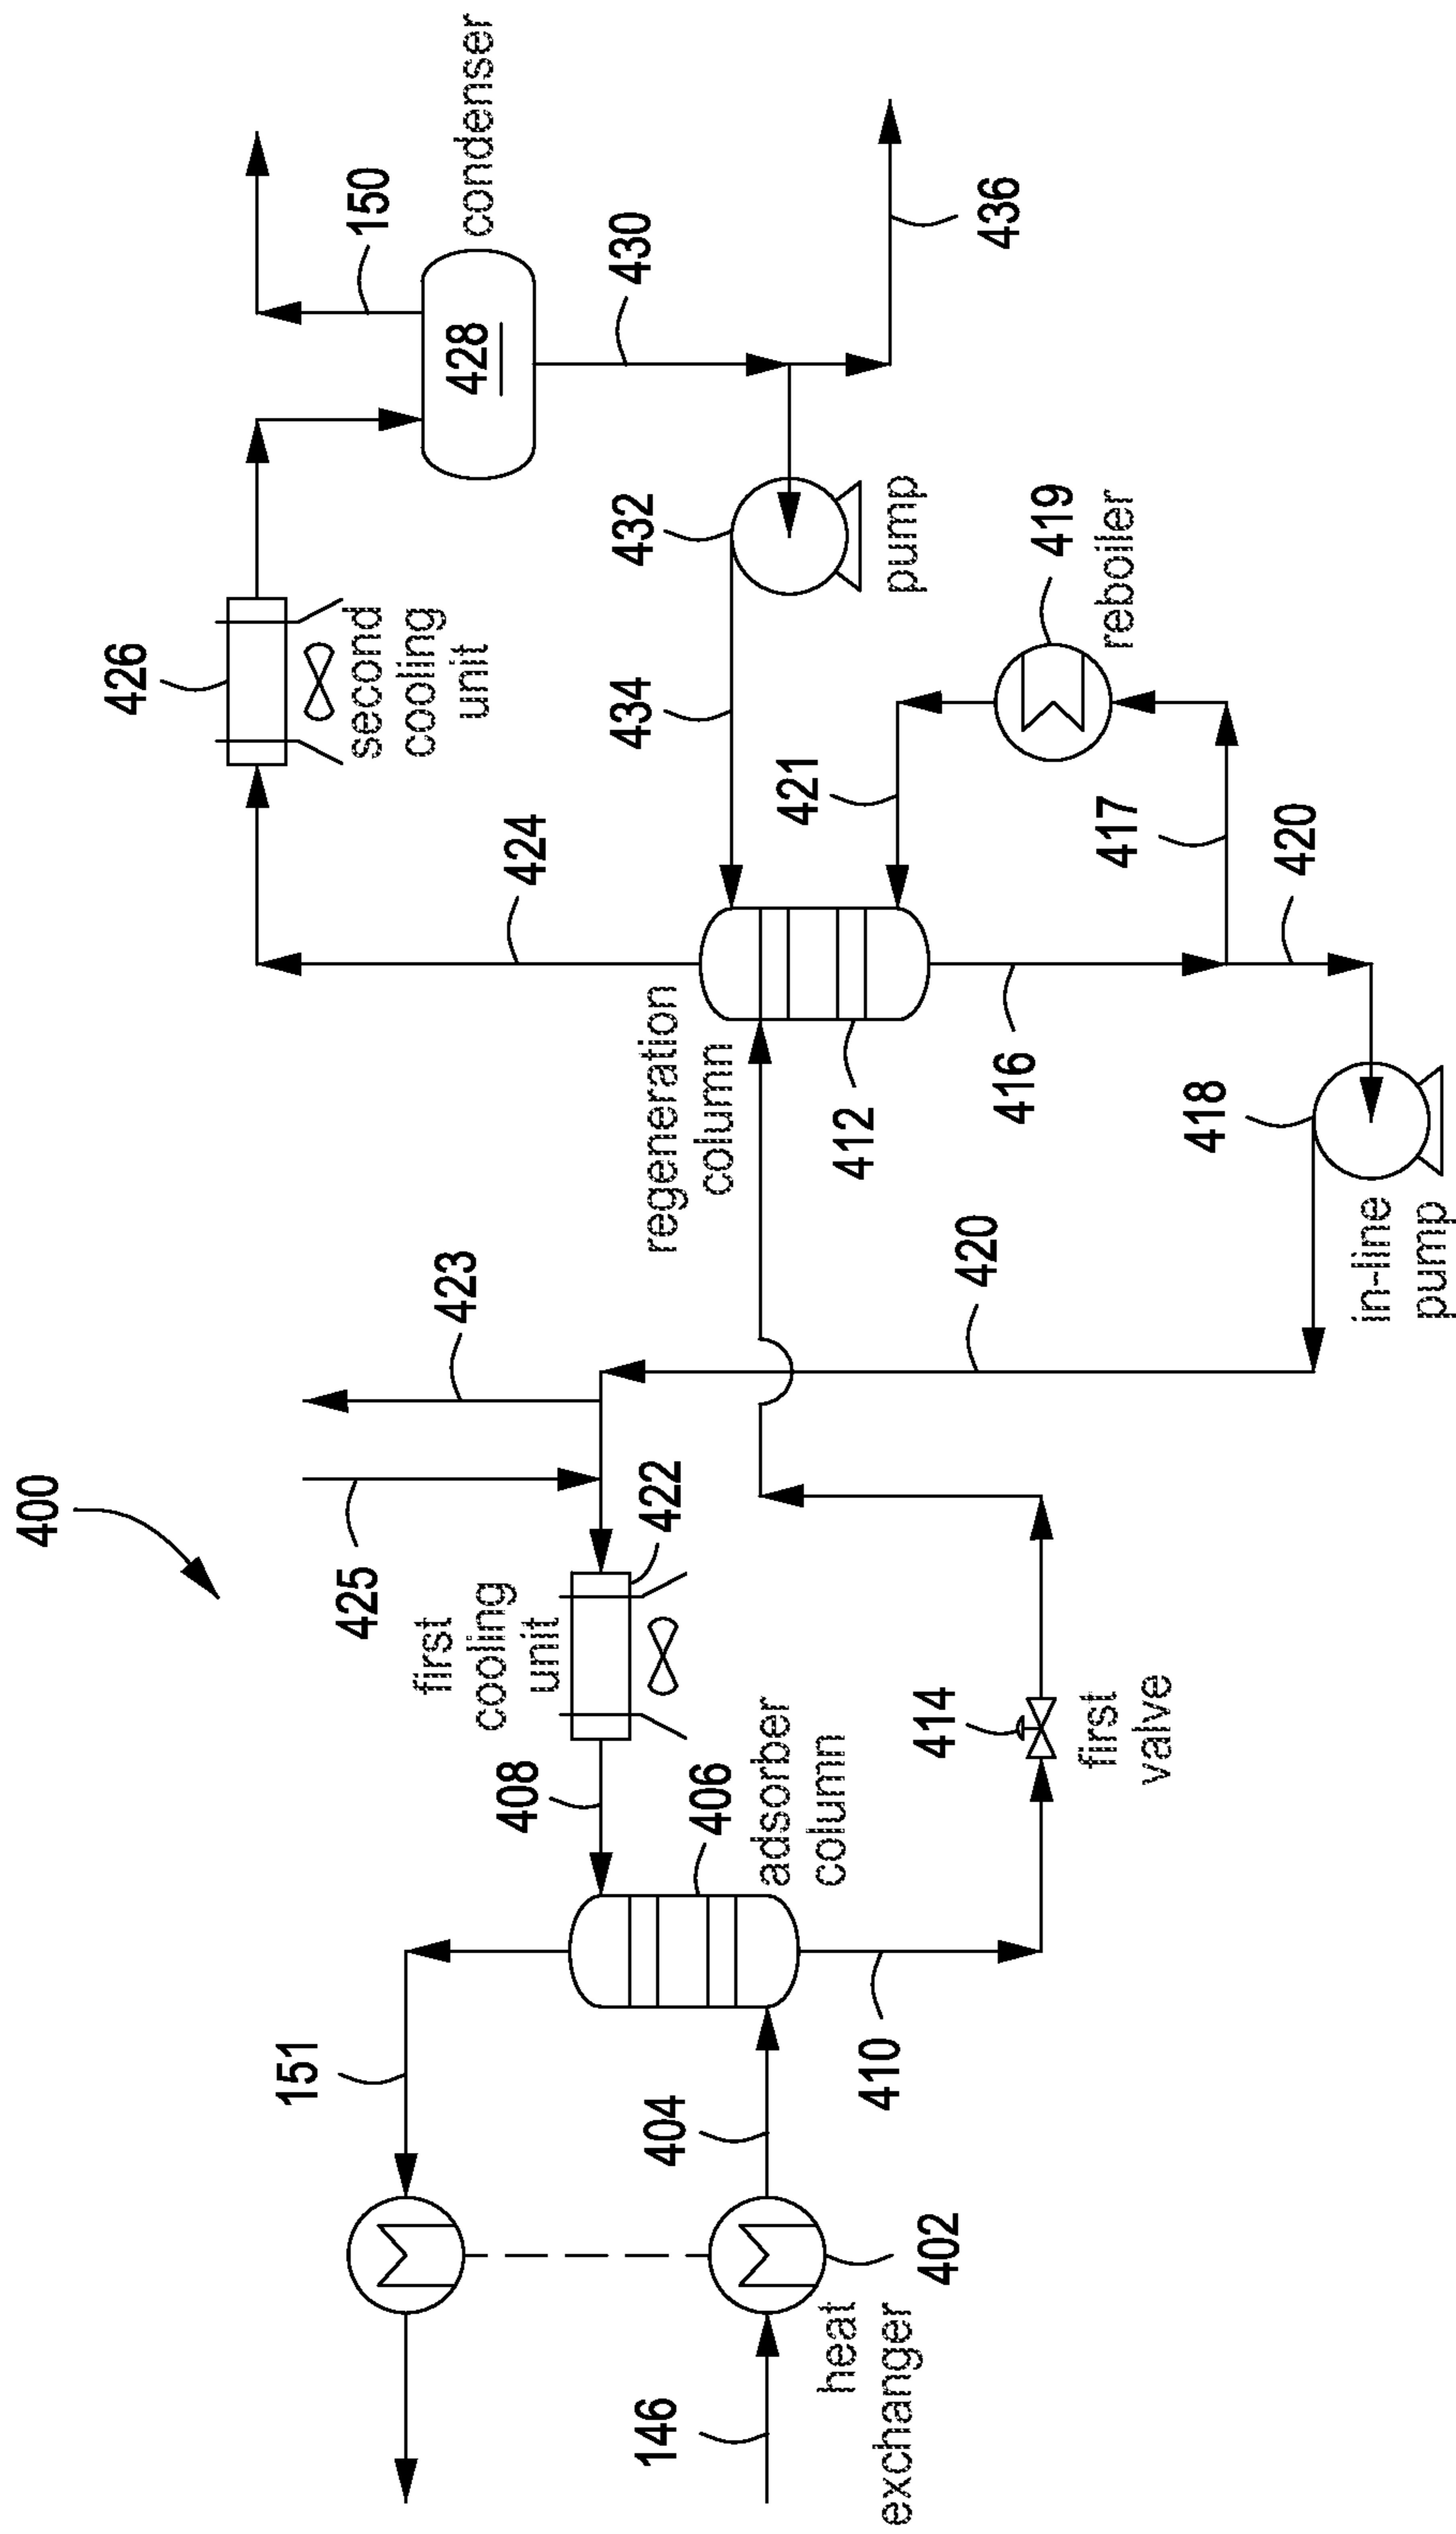 400
146
heat
exchanger
402
404
151
adsorber
column
406
408
410
first
cooling
unit
422
425
423
414
first
valve
420
regeneration
column
412
416
418
in-line
pump
420
417
419
reboiler
421
424
426
second
cooling
unit
434
432
pump
428
condenser
150
430
436